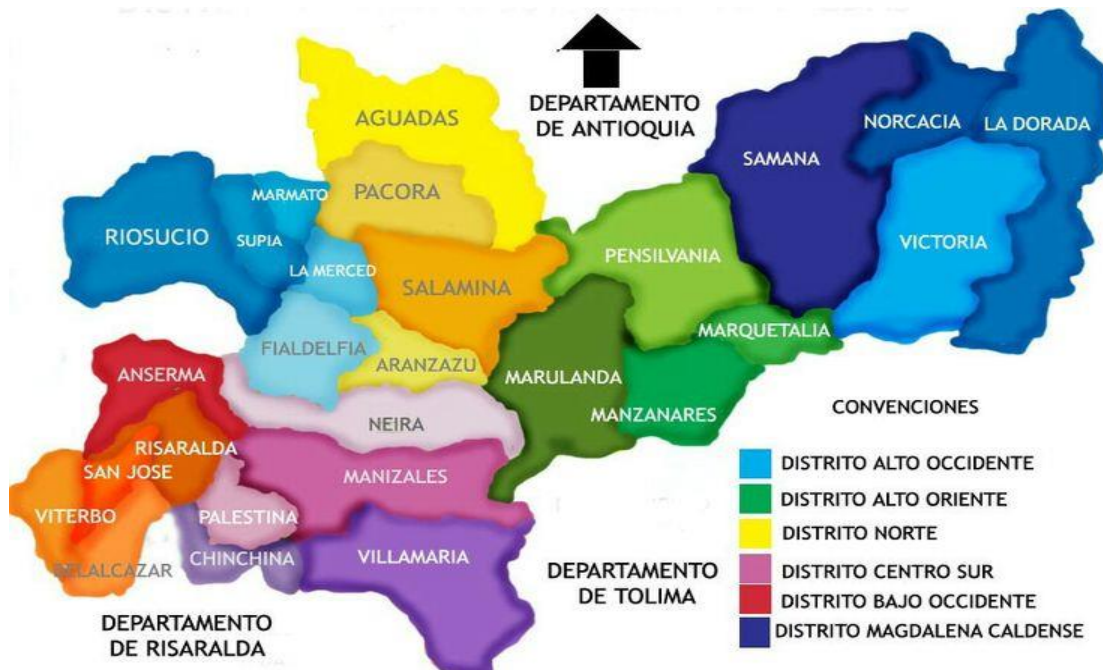 DEPARTAMENTO
DE ANTIOQUIA
AGUADAS
PACORA
MARMATO
RIOSUCIO
SUPIA
LA MERCED
SALAMINA
FIALDELFIA
ARANZAZU
SAMANA
NORCACIA
LA DORADA
VICTORIA
PENSILVANIA
MARQUETALIA
MARULANDA
MANZANARES
ANSERMA
NEIRA
RISARALDA
SAN JOSE
MANIZALES
VITERBO
PALESTINA
BELALCAZAR
CHINCHINA
VILLAMARIA
DEPARTAMENTO
DE TOLIMA
DEPARTAMENTO
DE RISARALDA
CONVENCIONES
DISTRITO ALTO OCCIDENTE
DISTRITO ALTO ORIENTE
DISTRITO NORTE
DISTRITO CENTRO SUR
DISTRITO BAJO OCCIDENTE
DISTRITO MAGDALENA CALDENSE